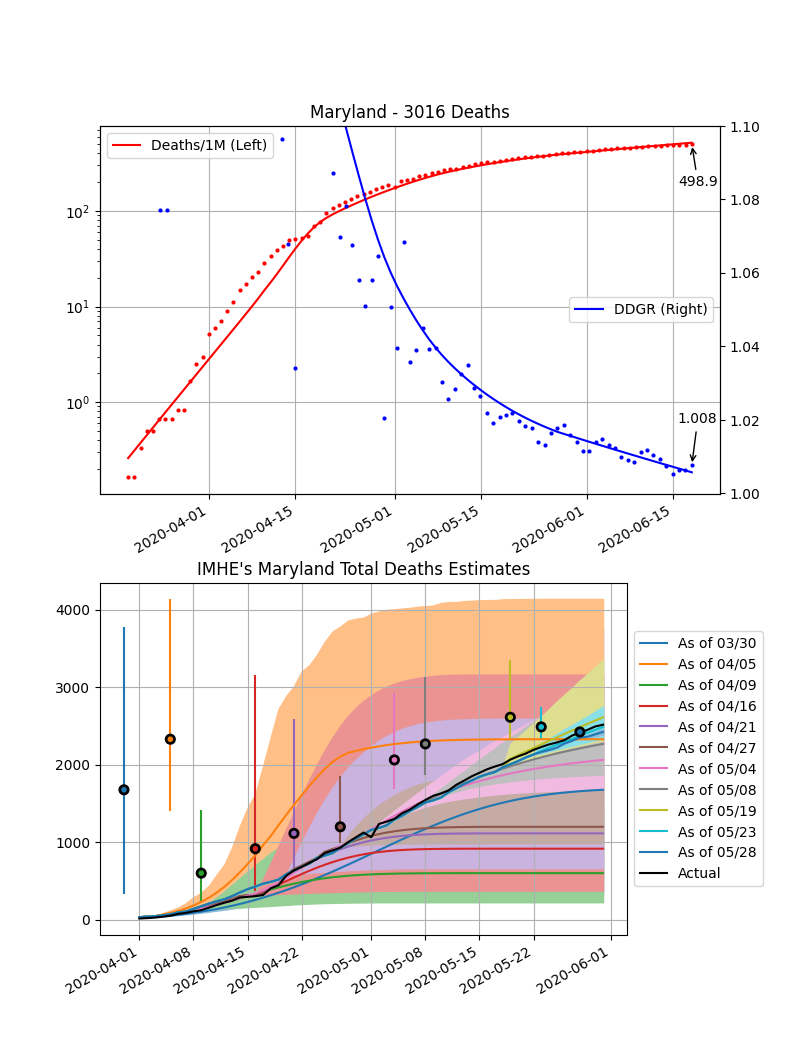 Maryland - 3016 Deaths
Deaths/1M (Left)
1.10
1.08
1.06
1.04
1.02
1.00
10²
10¹
10⁰
498.9
DDGR (Right)
1.008
2020-04-01
2020-04-15
2020-05-01
2020-05-15
2020-06-01
2020-06-15
IMHE's Maryland Total Deaths Estimates
4000
3000
2000
1000
0
As of 03/30
As of 04/05
As of 04/09
As of 04/16
As of 04/21
As of 04/27
As of 05/04
As of 05/08
As of 05/19
As of 05/23
As of 05/28
Actual
2020-04-01
2020-04-08
2020-04-15
2020-04-22
2020-05-01
2020-05-08
2020-05-15
2020-05-22
2020-06-01